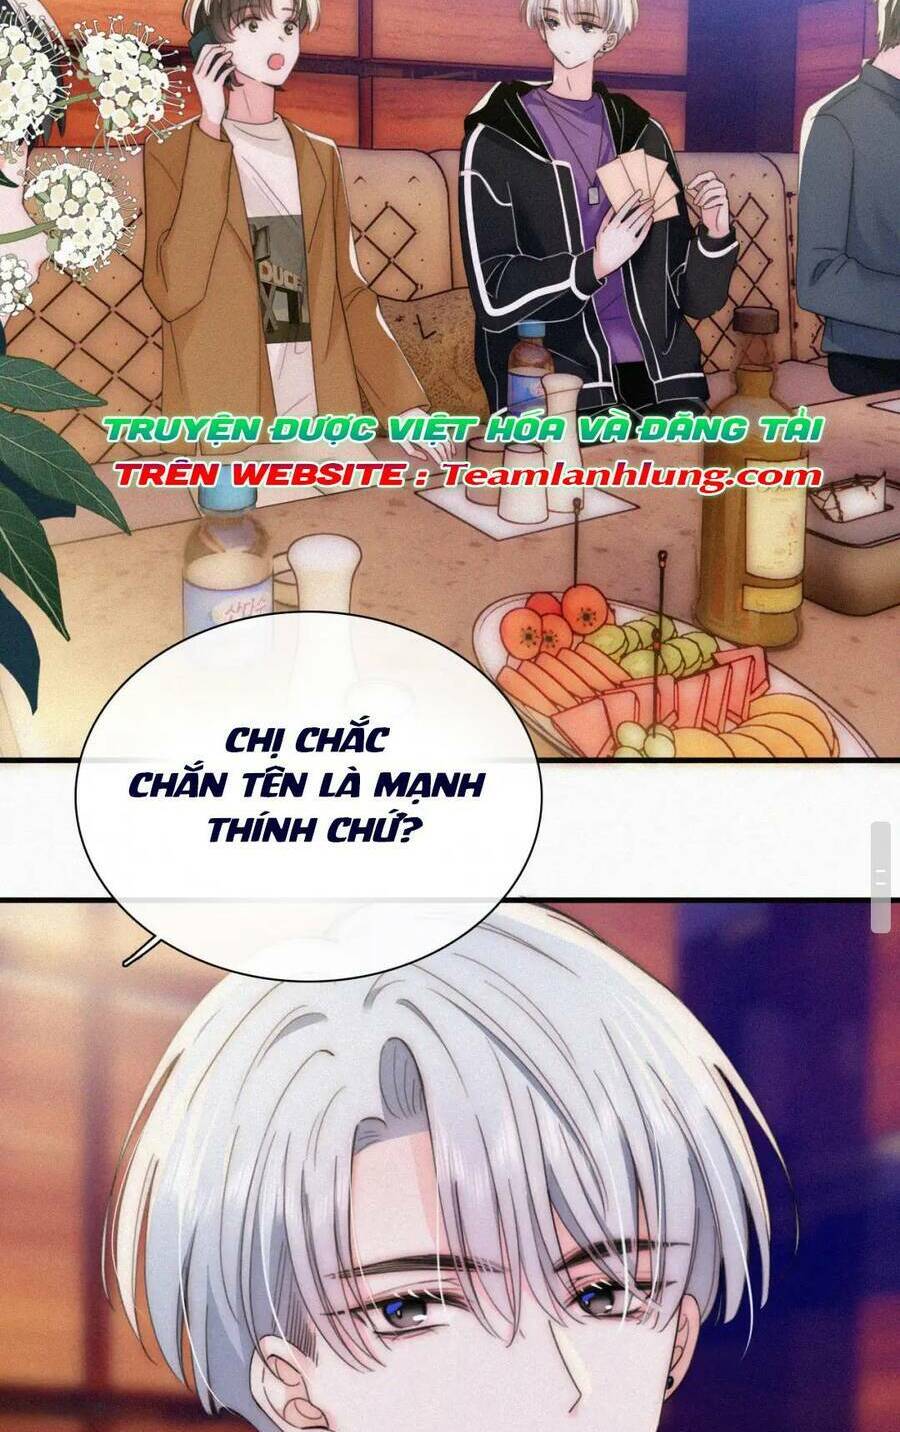 DUCE
X
TRUYỆN ĐƯỢC VIỆT HÓA VÀ ĐĂNG TẢI
TRÊN WEBSITE : Teamlanhlung.com
CHỊ CHẮC
CHẮN TÊN LÀ MẠNH
THÍNH CHỨ?